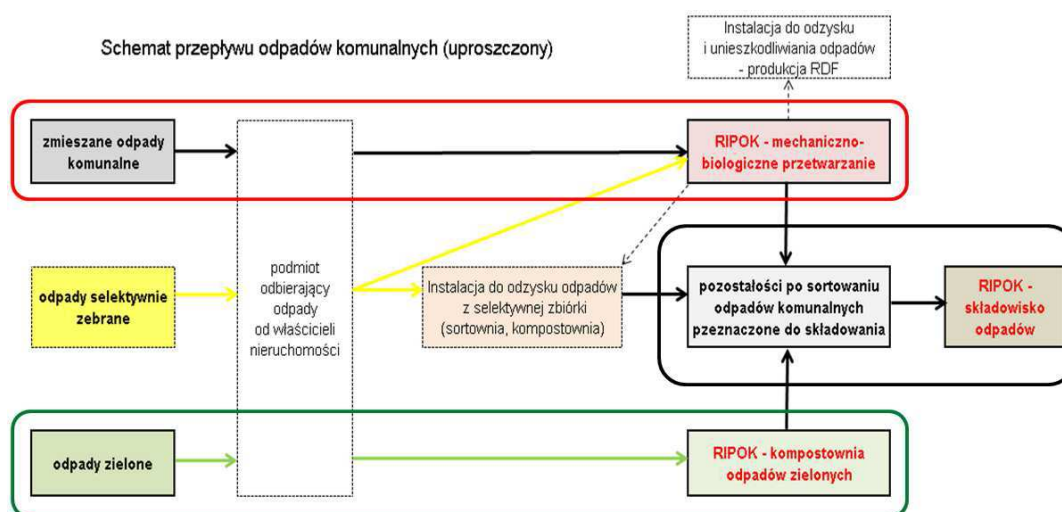 Schemat przepływu odpadów komunalnych (uproszczony)
Instalacja do odzysku
i unieszkodliwiania odpadów
- produkcja RDF
zmieszane odpady
komunalne
RIPOK - mechaniczno-
biologiczne przetwarzanie
odpady selektywnie
zebrane
podmiot
odbierający
odpady
od właścicieli
nieruchomości
Instalacja do odzysku odpadów
z selektywnej zbiórki
(sortownia, kompostownia)
pozostałości po sortowaniu
odpadów komunalnych
pzeznaczone do składowania
RIPOK -
składowisko
odpadów
odpady zielone
RIPOK - kompostownia
odpadów zielonych